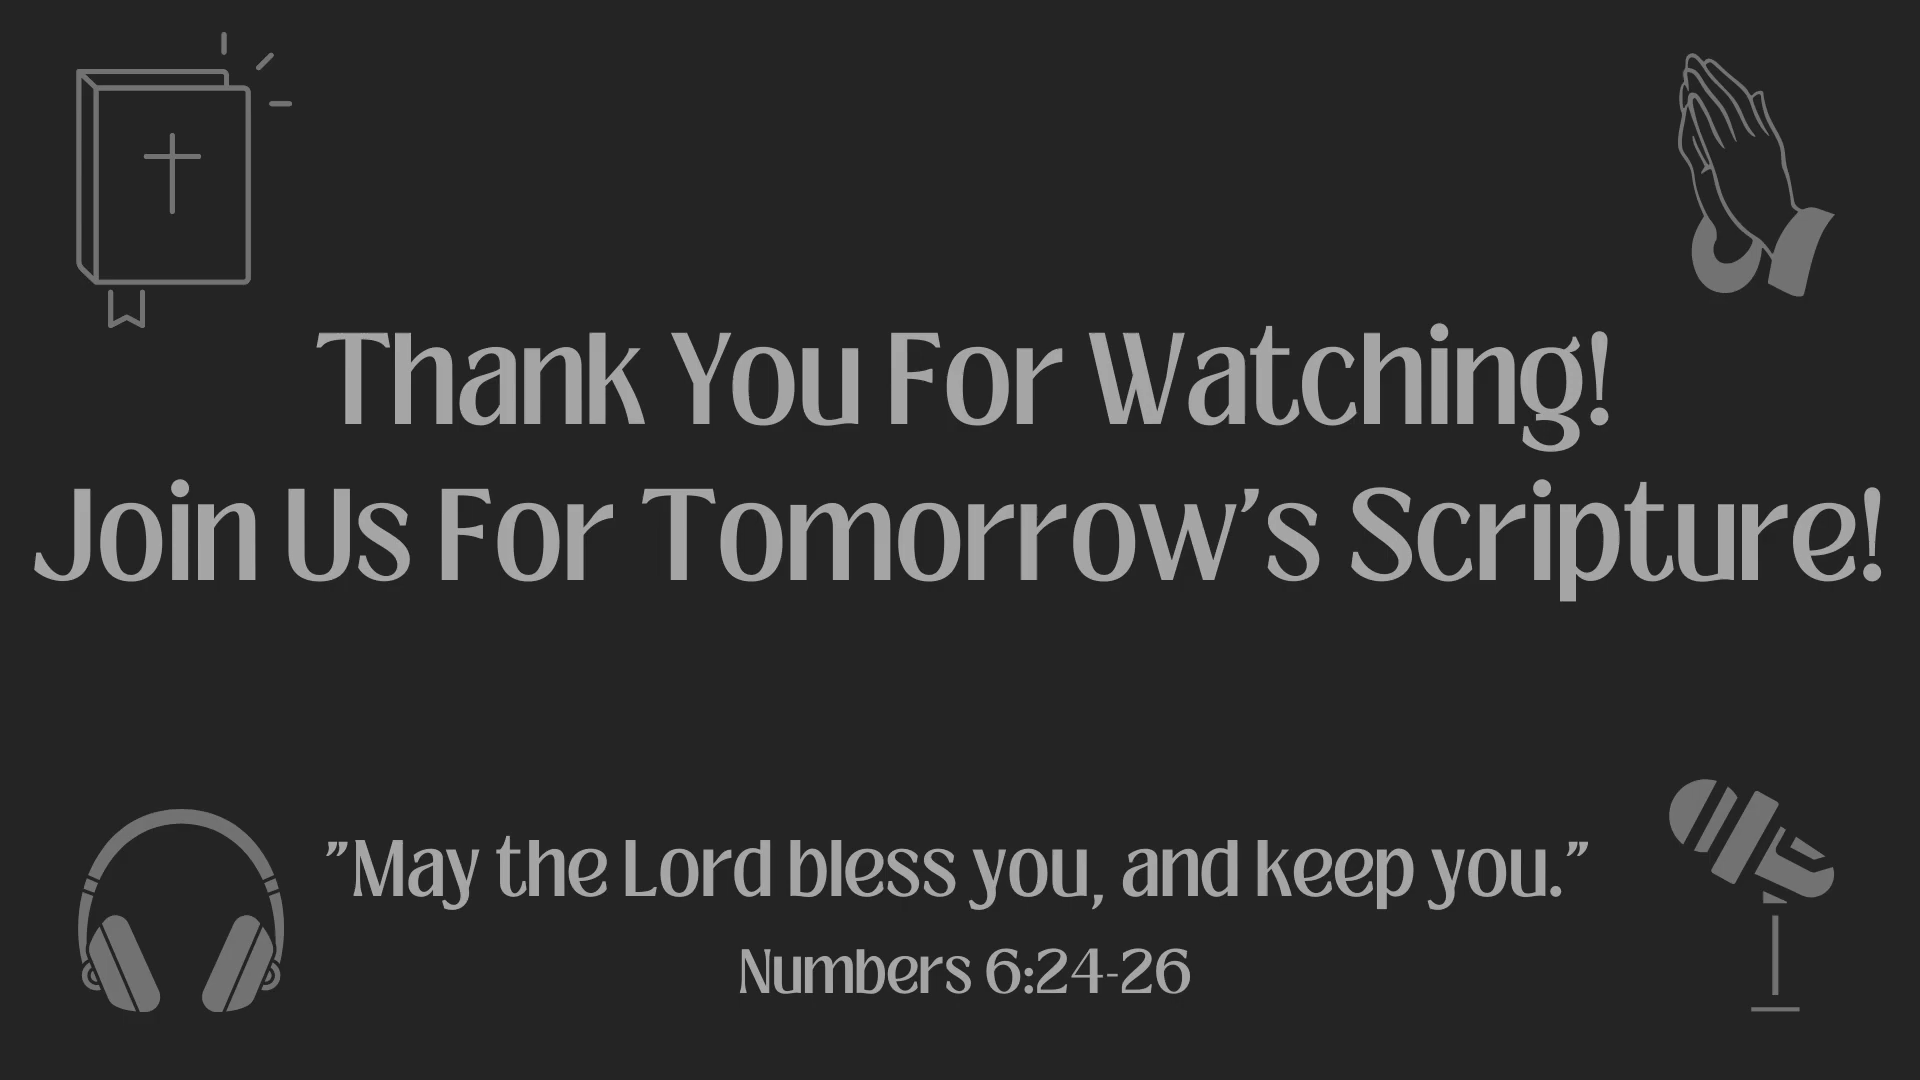 Thank You For Watching!
Join Us For Tomorrow’s Scripture!
”May the Lord bless you, and keep you.”
Numbers 6:24-26